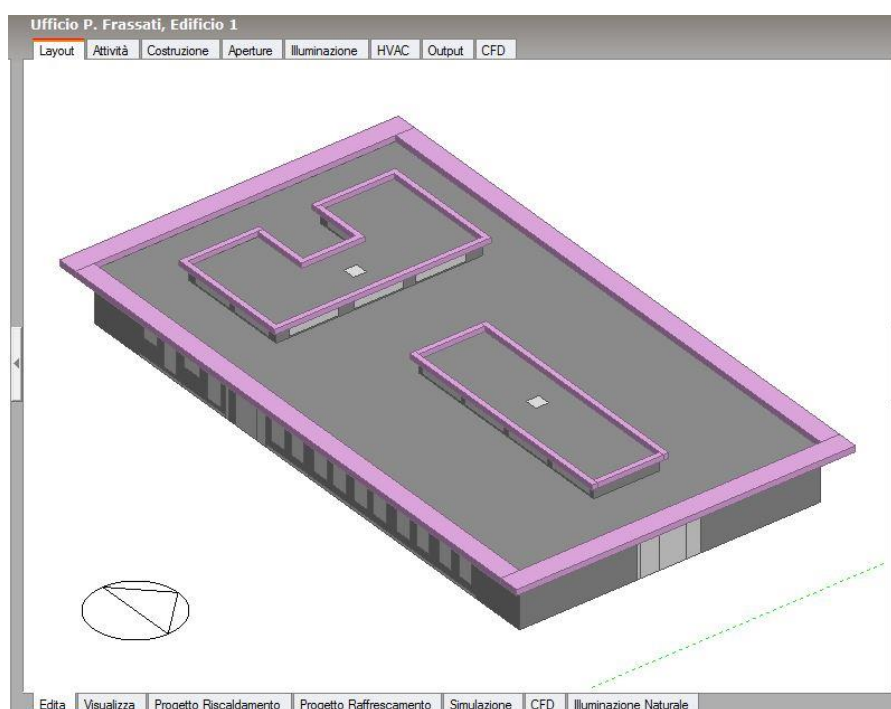 Ufficio P. Frassati, Edificio 1
Layout Attività Costruzione Aperture Illuminazione HVAC Output CFD
Edita Visualizza Progetto Riscaldamento Progetto Raffrescamento Simulazione CFD Illuminazione Naturale